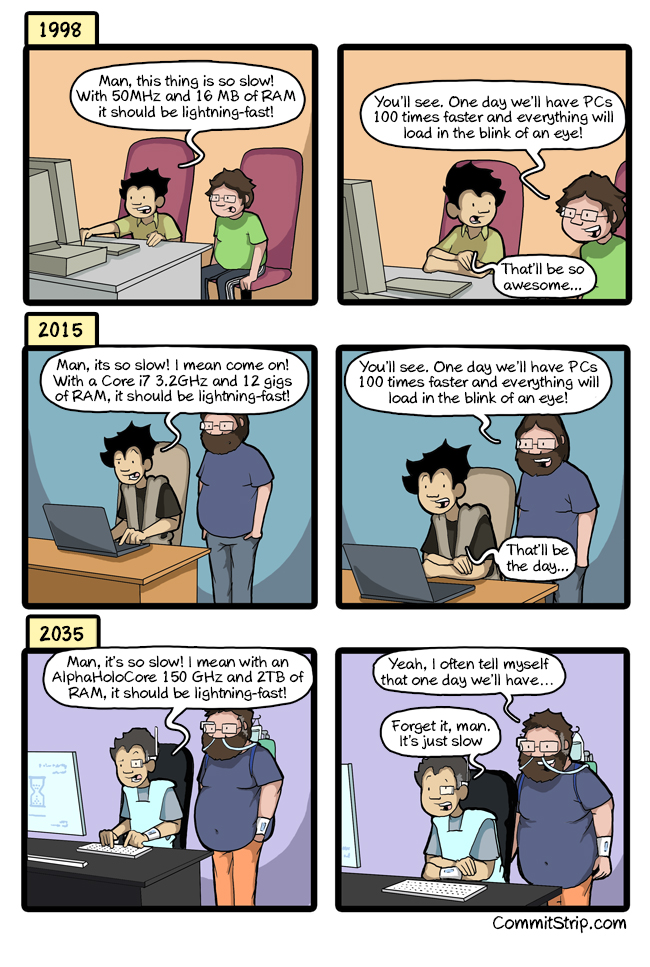 1998
Man, this thing is so slow!
With 50MHz and 16 MB of RAM
it should be lightning-fast!
You'll see. One day we'll have PCs
100 times faster and everything will
load in the blink of an eye!
That'll be so
awesome...
2015
Man, its so slow! I mean come on!
With a Core i7 3.2GHz and 12 gigs
of RAM, it should be lightning-fast!
You'll see. One day we'll have PCs
100 times faster and everything will
load in the blink of an eye!
That'll be
the day...
2035
Man, it's so slow! I mean with an
AlphaHoloCore 150 GHz and 2TB of
RAM, it should be lightning-fast!
Yeah, I often tell myself
that one day we'll have...
Forget it, man.
It's just slow
CommitStrip.com